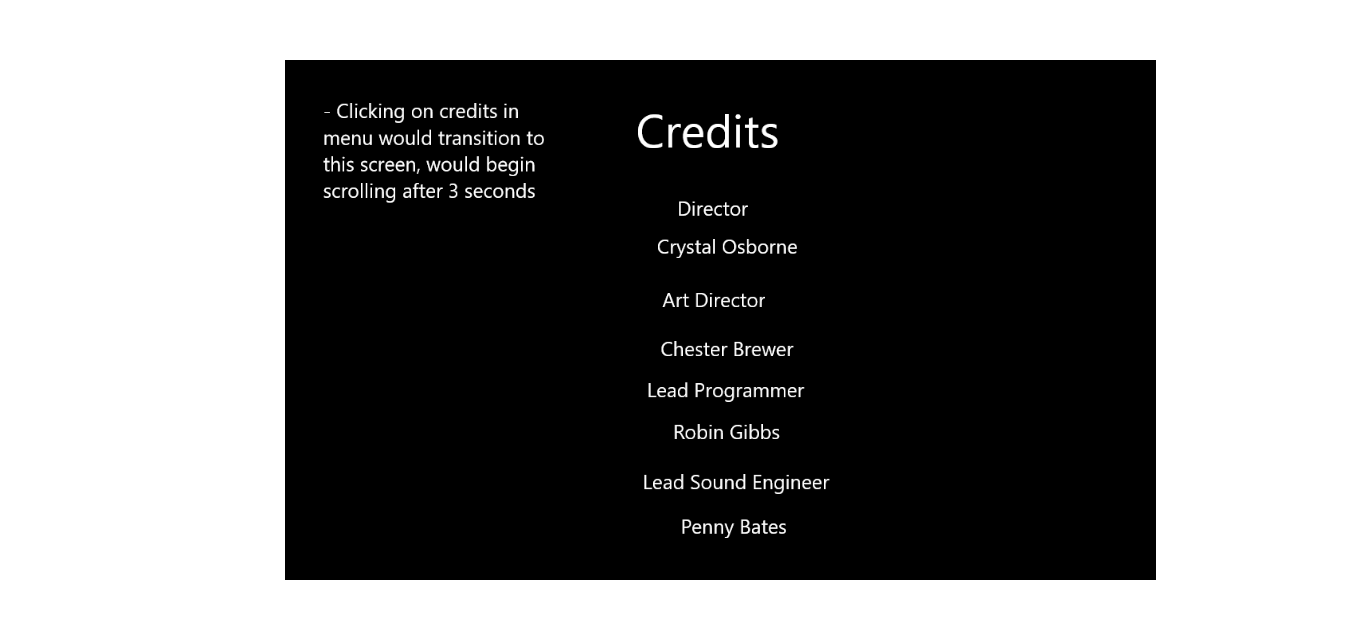 - Clicking on credits in
menu would transition to
this screen, would begin
scrolling after 3 seconds
Credits
Director
Crystal Osborne
Art Director
Chester Brewer
Lead Programmer
Robin Gibbs
Lead Sound Engineer
Penny Bates